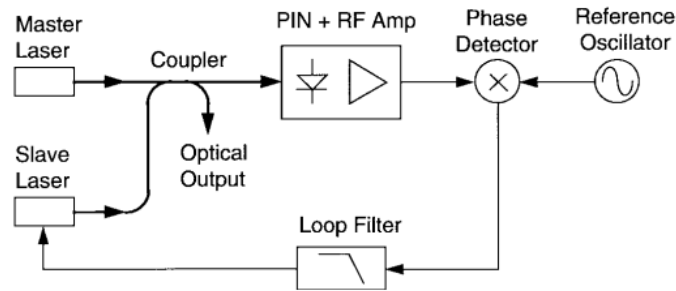 Master
Laser
Coupler
PIN + RF Amp
Phase
Detector
Reference
Oscillator
Slave
Laser
Optical
Output
Loop Filter